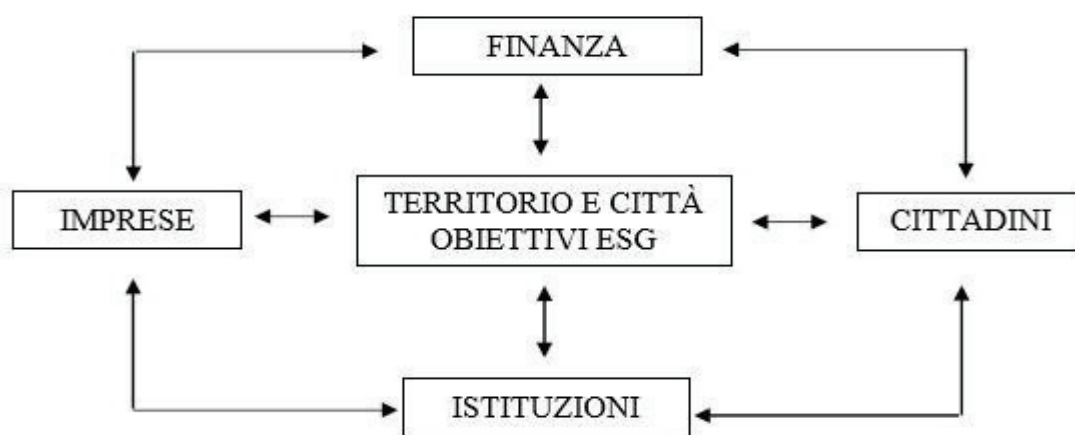 FINANZA
IMPRESE
TERRITORIO E CITTÀ
OBIETTIVI ESG
CITTADINI
ISTITUZIONI